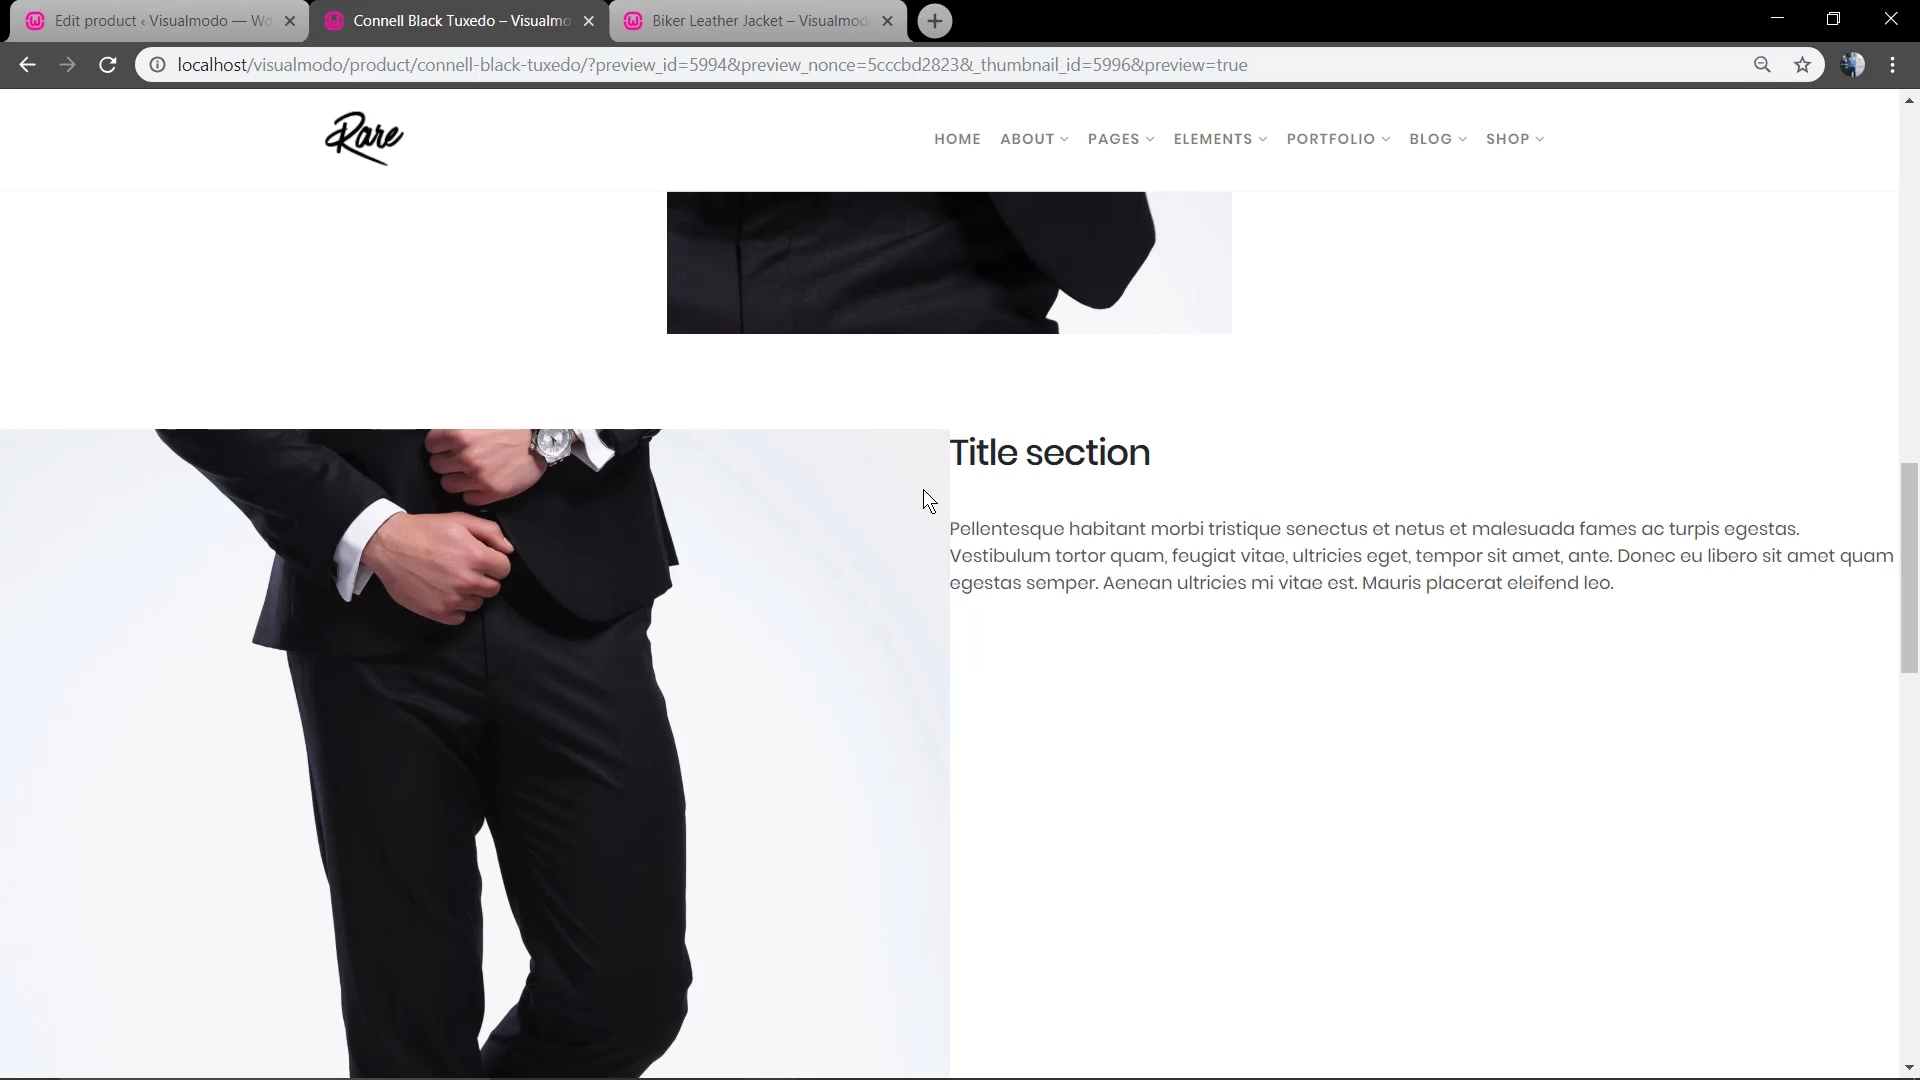 Edit product ‹ Visualmodo — Wo
Connell Black Tuxedo – Visualmo
Biker Leather Jacket – Visualmod
localhost/visualmodo/product/connell-black-tuxedo/?preview_id=5994&preview_nonce=5cccbd2823&_thumbnail_id=5996&preview=true
Rare
HOME ABOUT PAGES ELEMENTS PORTFOLIO BLOG SHOP
Title section
Pellentesque habitant morbi tristique senectus et netus et malesuada fames ac turpis egestas.
Vestibulum tortor quam, feugiat vitae, ultricies eget, tempor sit amet, ante. Donec eu libero sit amet quam
egestas semper. Aenean ultricies mi vitae est. Mauris placerat eleifend leo.